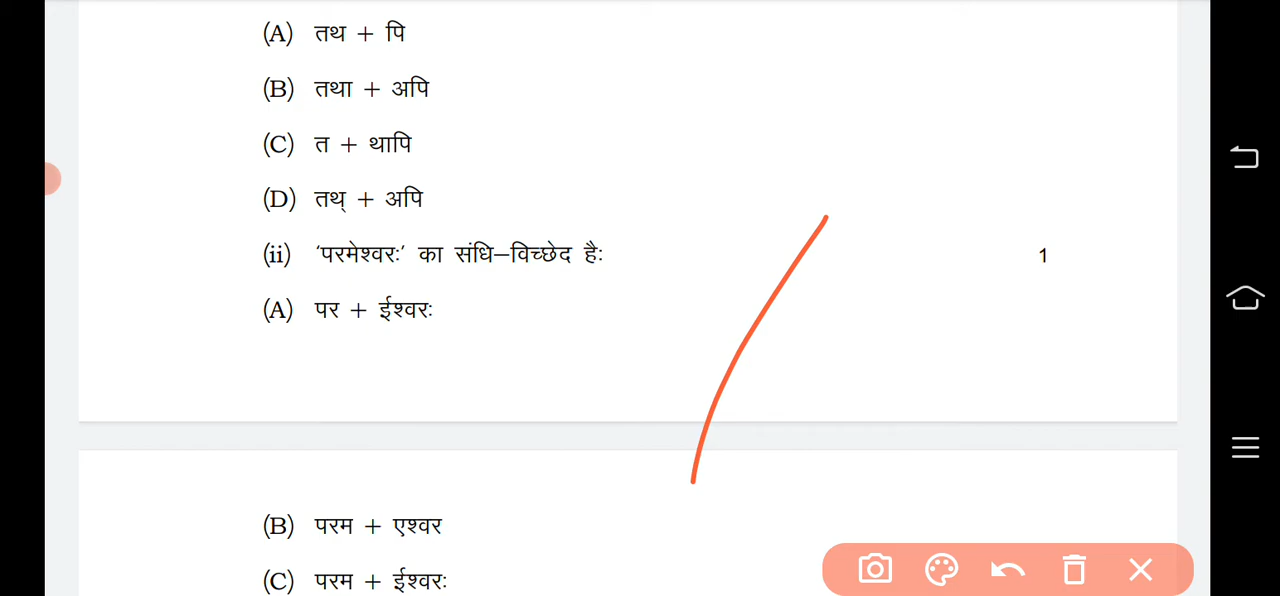 (A) तथ + पि
(B) तथा + अपि
(C) त + थापि
(D) तथ् + अपि
(ii) ‘परमेश्वरः’ का संधि–विच्छेद है: 1
(A) पर + ईश्वरः
(B) परम + एश्वर
(C) परम + ईश्वरः